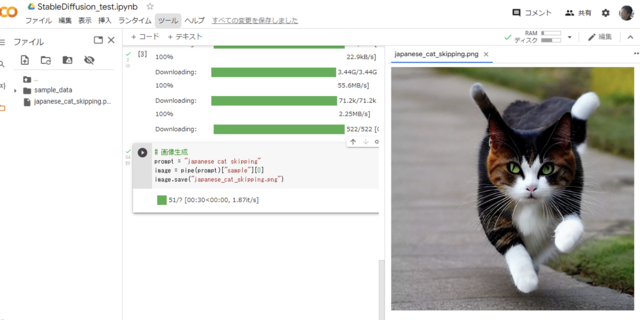 StableDiffusion_test.ipynb
ファイル 編集 表示 挿入 ランタイム ツール ヘルプ すべての変更を保存しました
コメント 共有
ファイル
+ コード + テキスト
RAM
ディスク
編集
..
sample_data
japanese_cat_skipping.p...
[3]
100% 22.9kB/s]
Downloading: 3.44G/3.44G
100% 55.6MB/s]
Downloading: 71.2k/71.2k
100% 2.25MB/s]
Downloading: 522/522 [0
# 画像生成
prompt = "japanese cat skipping"
image = pipe(prompt)["sample"][0]
image.save("japanese_cat_skipping.png")
51/? [00:30<00:00, 1.87it/s]
japanese_cat_skipping.png